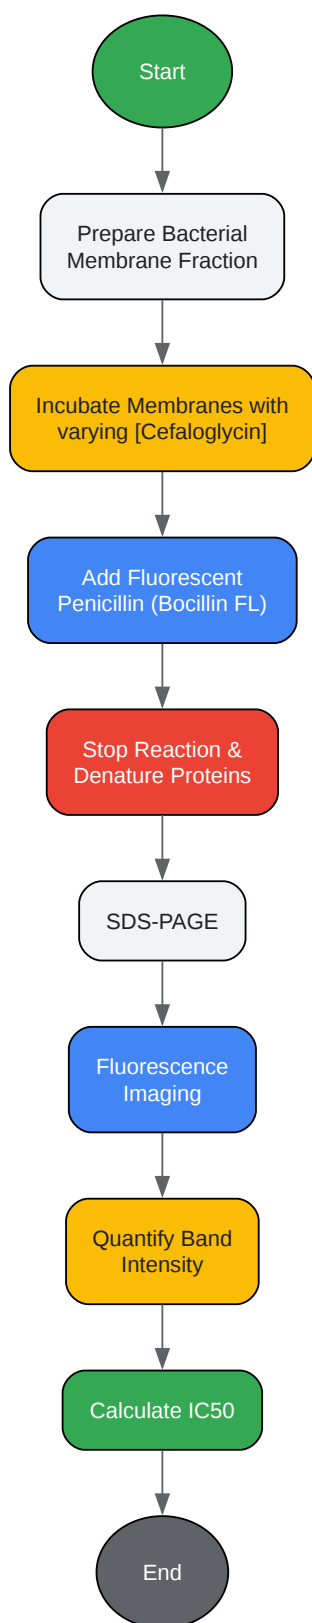 Start
Prepare Bacterial
Membrane Fraction
Incubate Membranes with
varying [Cefaloglycin]
Add Fluorescent
Penicillin (Bocillin FL)
Stop Reaction &
Denature Proteins
SDS-PAGE
Fluorescence
Imaging
Quantify Band
Intensity
Calculate IC50
End